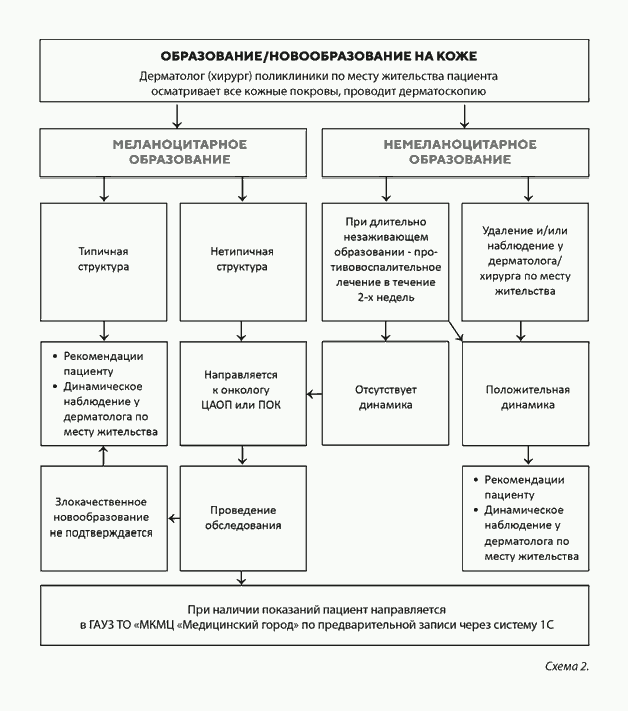 ОБРАЗОВАНИЕ/НОВООБРАЗОВАНИЕ НА КОЖЕ
Дерматолог (хирург) поликлиники по месту жительства пациента
осматривает все кожные покровы, проводит дерматоскопию
МЕЛАНОЦИТАРНОЕ
ОБРАЗОВАНИЕ
НЕМЕЛАНОЦИТАРНОЕ
ОБРАЗОВАНИЕ
Типичная
структура
Нетипичная
структура
При длительно
незаживающем
образовании - про-
тивовоспалительное
лечение в течение
2-х недель
Удаление и/или
наблюдение у
дерматолога/
хирурга по месту
жительства
• Рекомендации
пациенту
• Динамическое
наблюдение у
дерматолога по
месту жительства
Направляется
к онкологу
ЦАОП или ПОК
Отсутствует
динамика
Положительная
динамика
Злокачественное
новообразование
не подтверждается
Проведение
обследования
• Рекомендации
пациенту
• Динамическое
наблюдение у
дерматолога по
месту жительства
При наличии показаний пациент направляется
в ГАУЗ ТО «МКМЦ «Медицинский город» по предварительной записи через систему 1С
Схема 2.